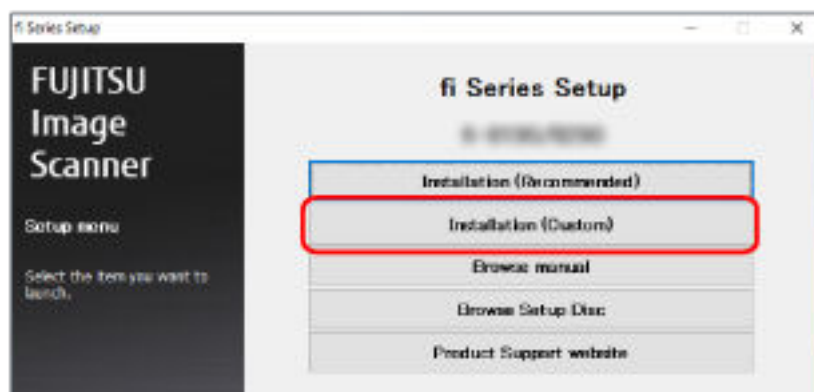 fi Series Setup
FUJITSU
Image
Scanner
Setup menu
Select the item you want to
launch.
fi Series Setup
Installation (Recommended)
Installation (Custom)
Browse manual
Browse Setup Disc
Product Support website